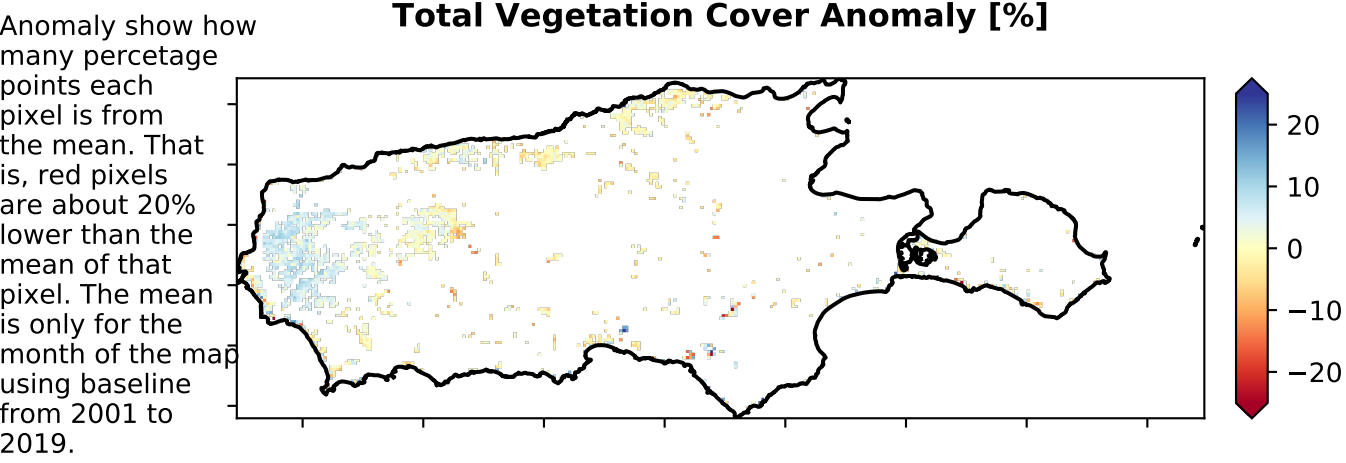 Total Vegetation Cover Anomaly [%]
Anomaly show how
many percetage
points each
pixel is from
the mean. That
is, red pixels
are about 20%
lower than the
mean of that
pixel. The mean
is only for the
month of the map
using baseline
from 2001 to
2019.
20
10
0
−10
−20